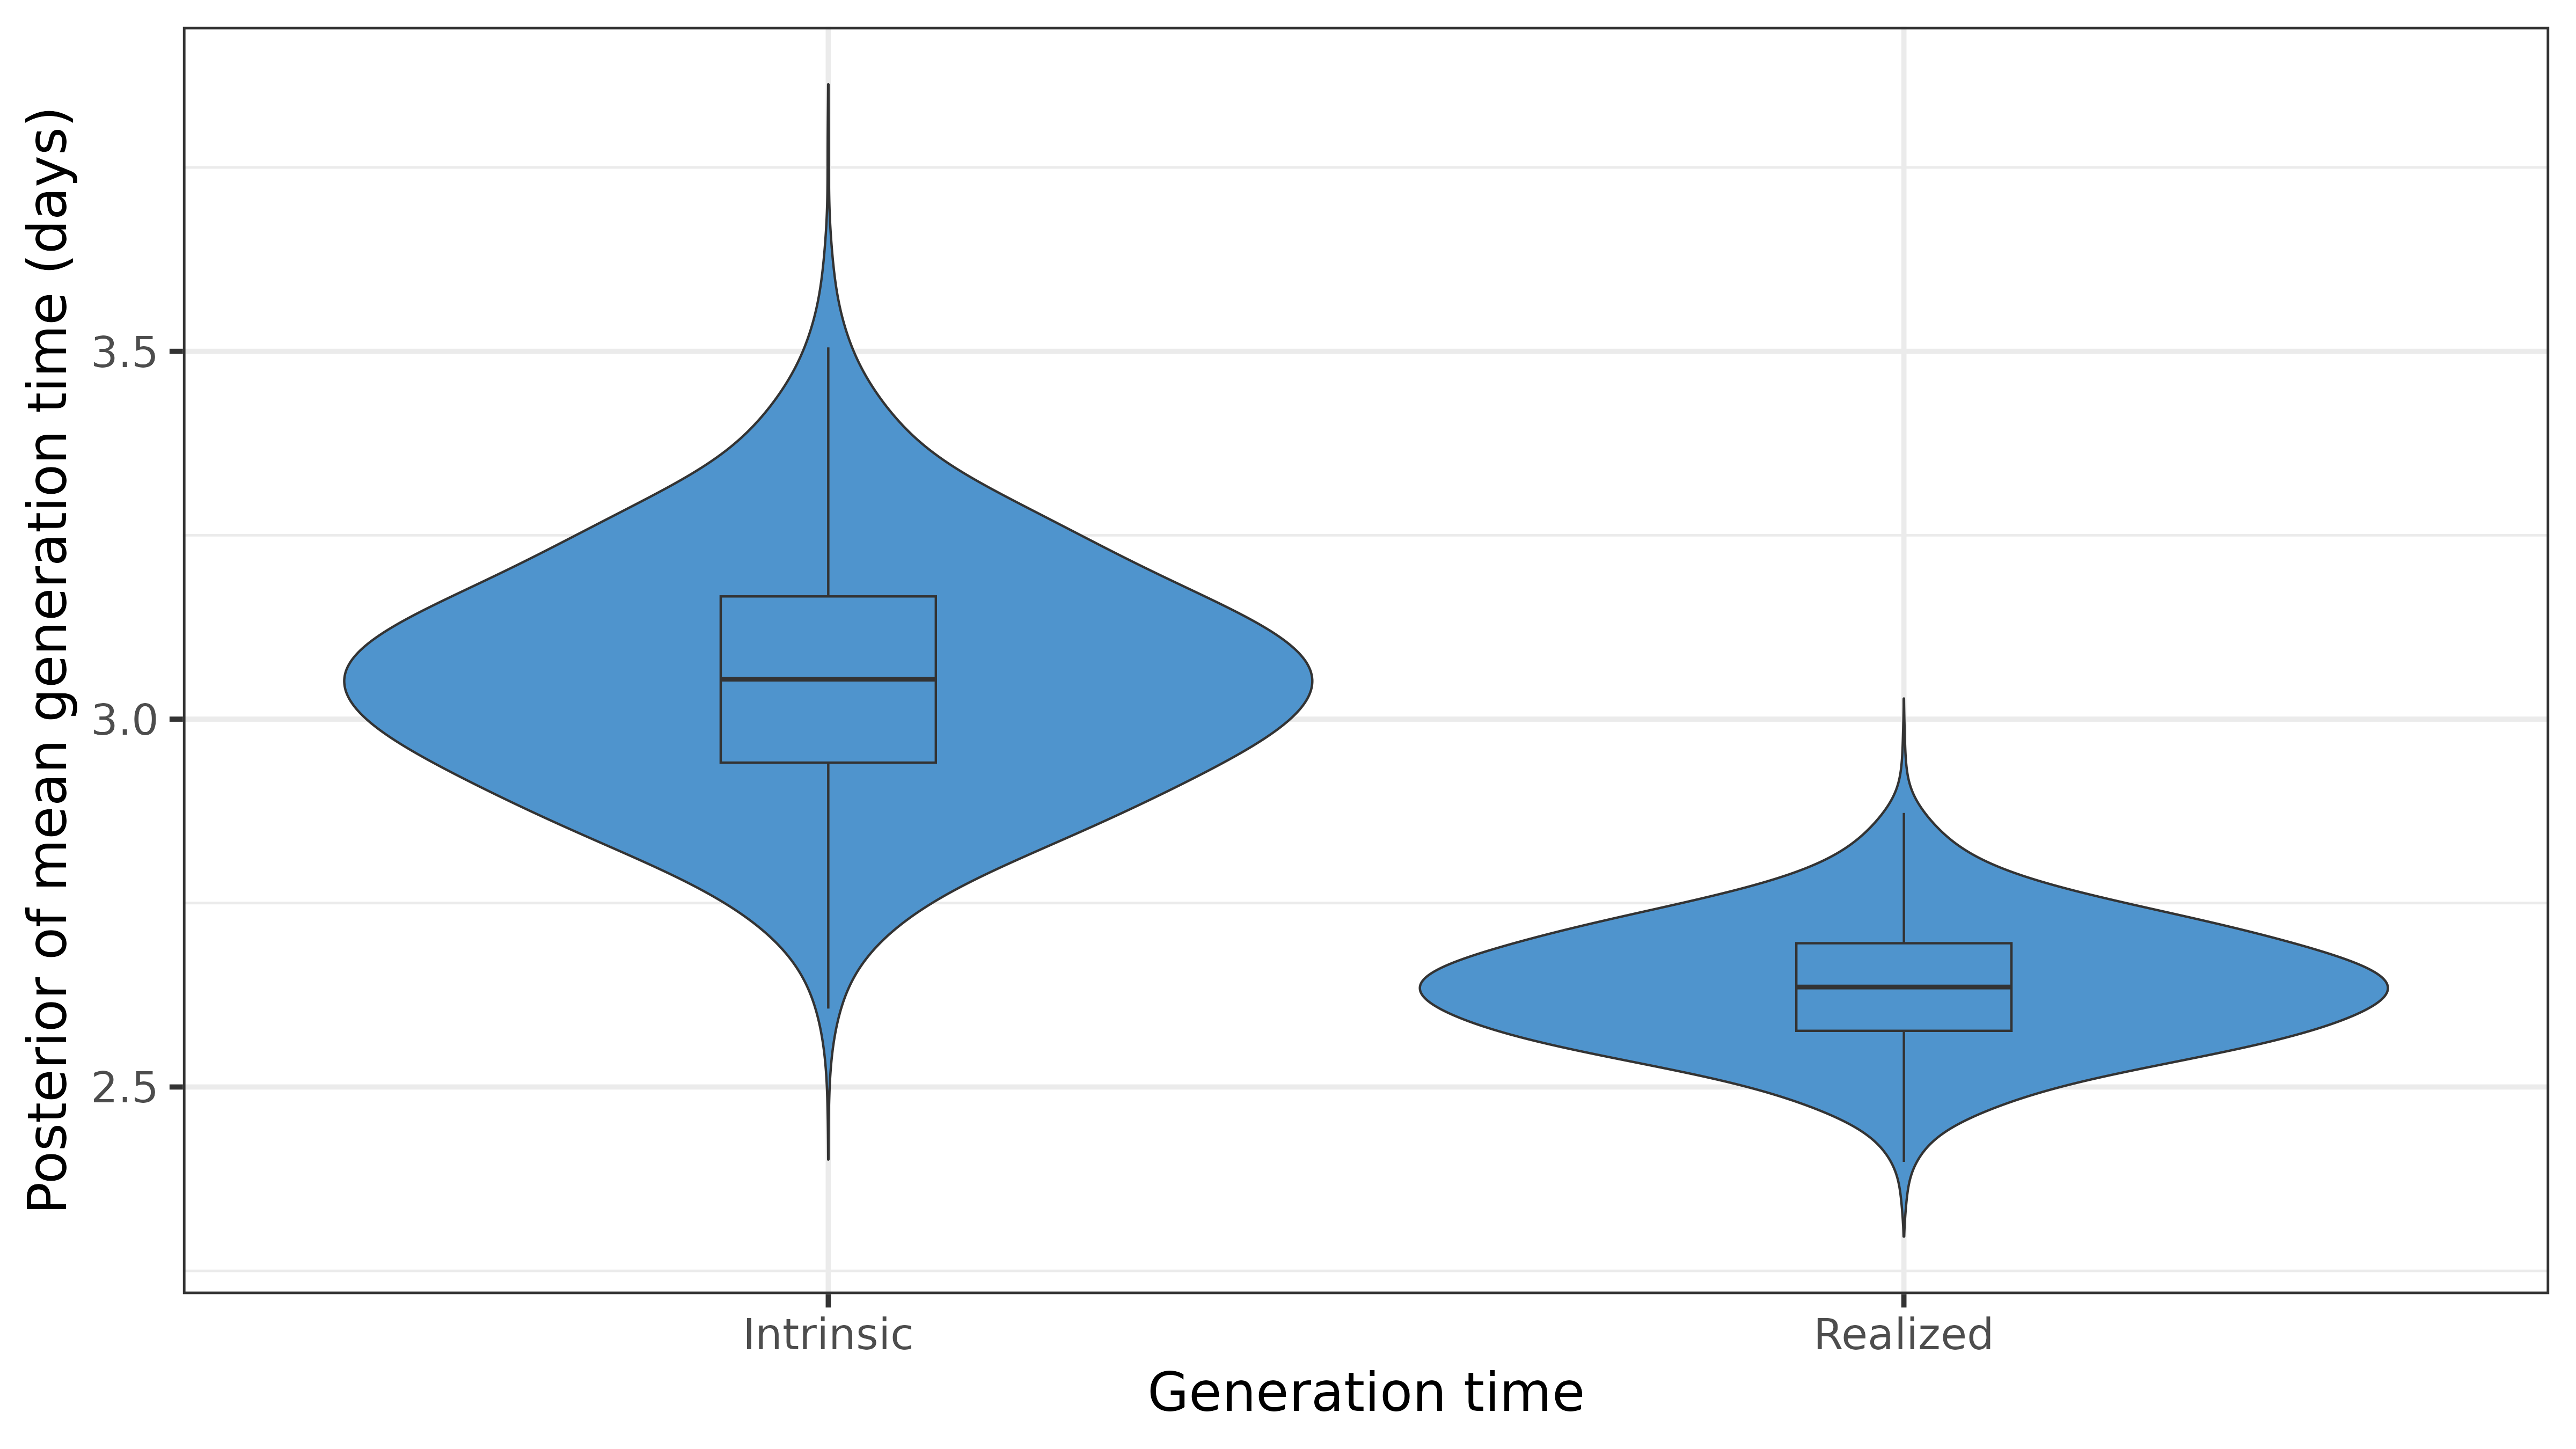 Posterior of mean generation time (days)
3.5
3.0
2.5
Intrinsic
Realized
Generation time